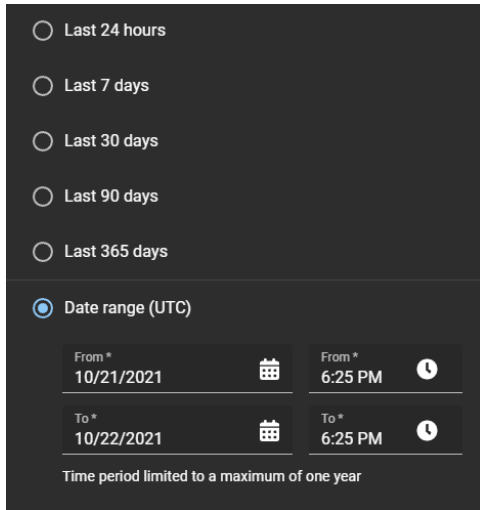 Last 24 hours
Last 7 days
Last 30 days
Last 90 days
Last 365 days
Date range (UTC)
From * From *
10/21/2021 6:25 PM
To * To *
10/22/2021 6:25 PM
Time period limited to a maximum of one year